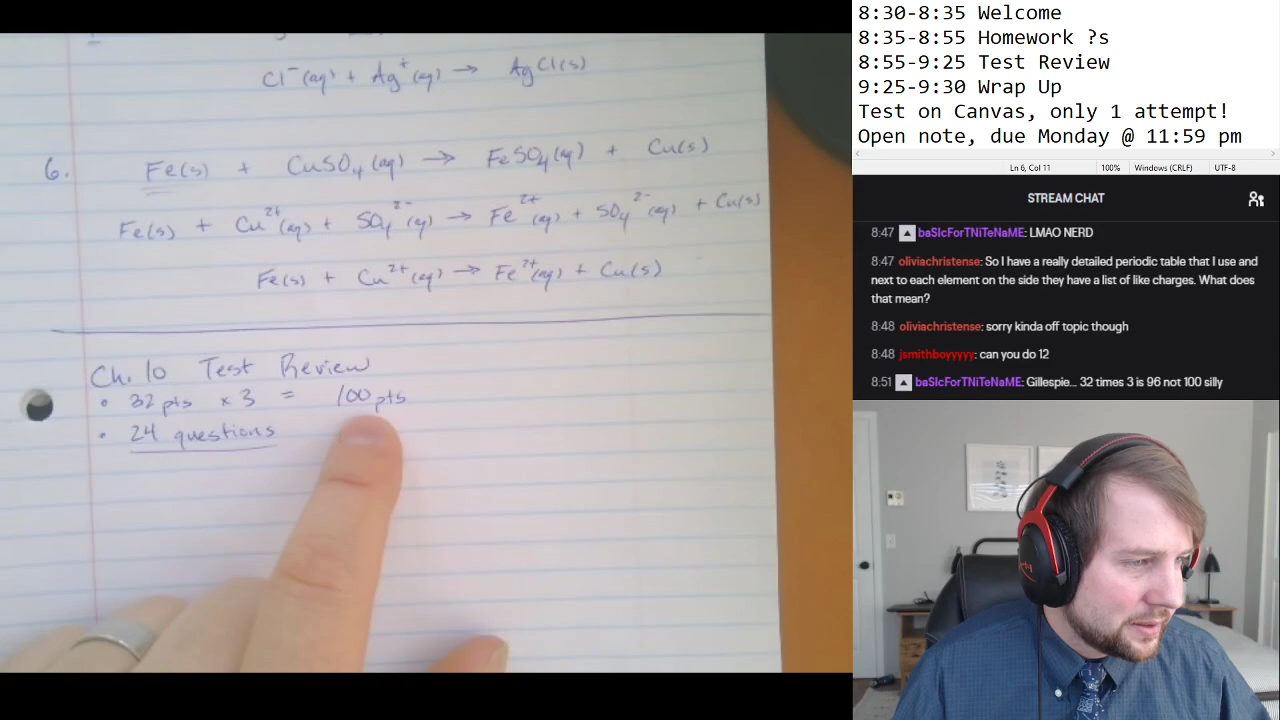 Cl⁻(aq) + Ag⁺(aq) → AgCl(s)
6. Fe(s) + CuSO₄(aq) → FeSO₄(aq) + Cu(s)
Fe(s) + Cu²⁺(aq) + SO₄²⁻(aq) → Fe²⁺(aq) + SO₄²⁻(aq) + Cu(s)
Fe(s) + Cu²⁺(aq) → Fe²⁺(aq) + Cu(s)
Ch. 10 Test Review
• 32 pts x 3 = 100 pts
• 24 questions
8:30-8:35 Welcome
8:35-8:55 Homework ?s
8:55-9:25 Test Review
9:25-9:30 Wrap Up
Test on Canvas, only 1 attempt!
Open note, due Monday @ 11:59 pm
Ln 6, Col 11 100% Windows (CRLF) UTF-8
STREAM CHAT
8:47 baSIcForTNiTeNaME: LMAO NERD
8:47 oliviachristense: So I have a really detailed periodic table that I use and
next to each element on the side they have a list of like charges. What does
that mean?
8:48 oliviachristense: sorry kinda off topic though
8:48 jsmithboyyyyy: can you do 12
8:51 baSIcForTNiTeNaME: Gillespie... 32 times 3 is 96 not 100 silly